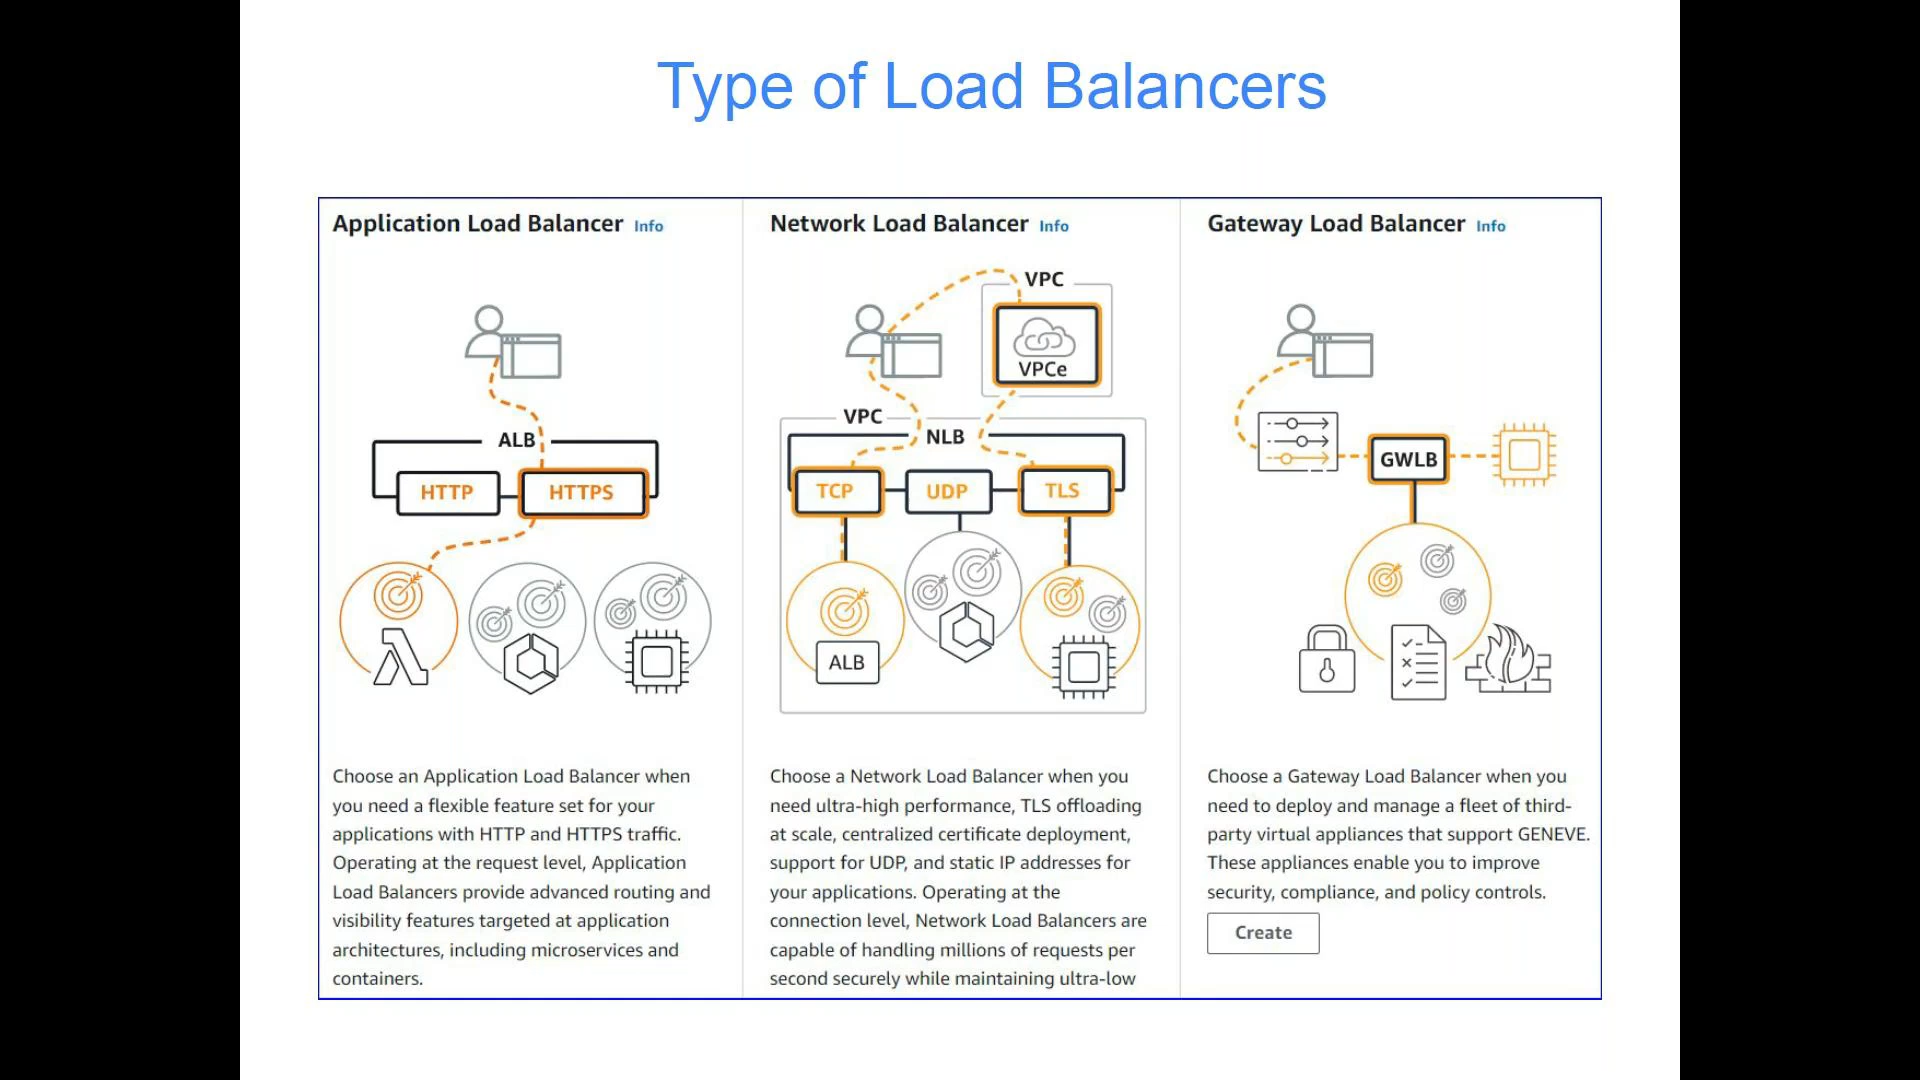 Type of Load Balancers
Application Load Balancer Info
ALB
HTTP
HTTPS
Choose an Application Load Balancer when
you need a flexible feature set for your
applications with HTTP and HTTPS traffic.
Operating at the request level, Application
Load Balancers provide advanced routing and
visibility features targeted at application
architectures, including microservices and
containers.
Network Load Balancer Info
VPC
VPCe
VPC
NLB
TCP
UDP
TLS
ALB
Choose a Network Load Balancer when you
need ultra-high performance, TLS offloading
at scale, centralized certificate deployment,
support for UDP, and static IP addresses for
your applications. Operating at the
connection level, Network Load Balancers are
capable of handling millions of requests per
second securely while maintaining ultra-low
Gateway Load Balancer Info
GWLB
Choose a Gateway Load Balancer when you
need to deploy and manage a fleet of third-
party virtual appliances that support GENEVE.
These appliances enable you to improve
security, compliance, and policy controls.
Create